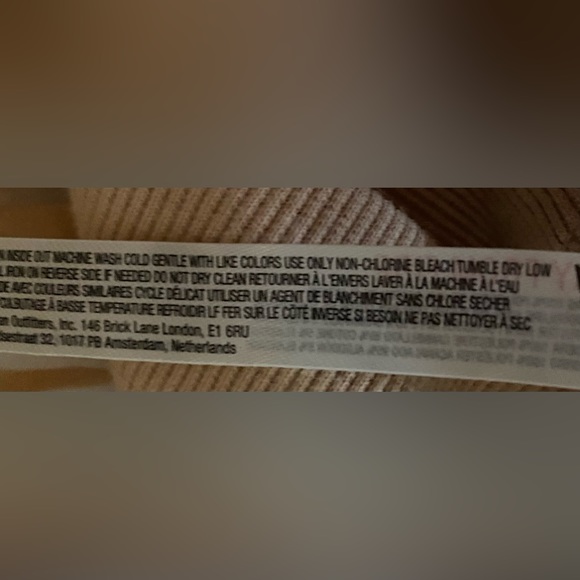 INSIDE OUT MACHINE WASH COLD GENTLE WITH LIKE COLORS USE ONLY NON-CHLORINE BLEACH TUMBLE DRY LOW
IRON ON REVERSE SIDE IF NEEDED DO NOT DRY CLEAN RETOURNER À L'ENVERS LAVER À LA MACHINE À L'EAU
DE AVEC COULEURS SIMILAIRES CYCLE DÉLICAT UTILISER UN AGENT DE BLANCHIMENT SANS CHLORE SECHER
CULBUTAGE À BASSE TEMPERATURE REFROIDIR LF FER SUR LE CÔTÉ INVERSE SI BESOIN NE PAS NETTOYER À SEC
an Outfitters, Inc. 146 Brick Lane London, E1 6RU
sestraat 32, 1017 PB Amsterdam, Netherlands